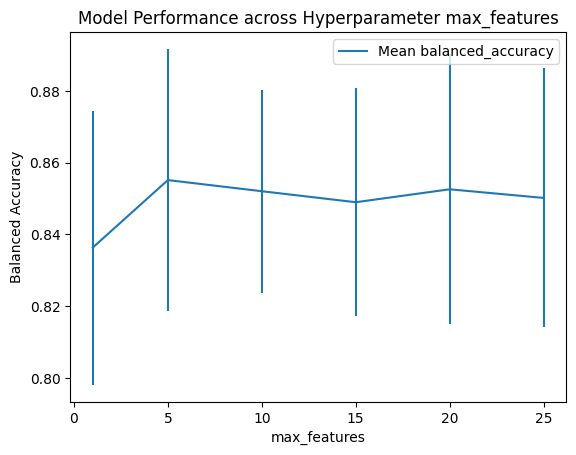 Model Performance across Hyperparameter max_features
Mean balanced_accuracy
Balanced Accuracy
0.88
0.86
0.84
0.82
0.80
0 5 10 15 20 25
max_features